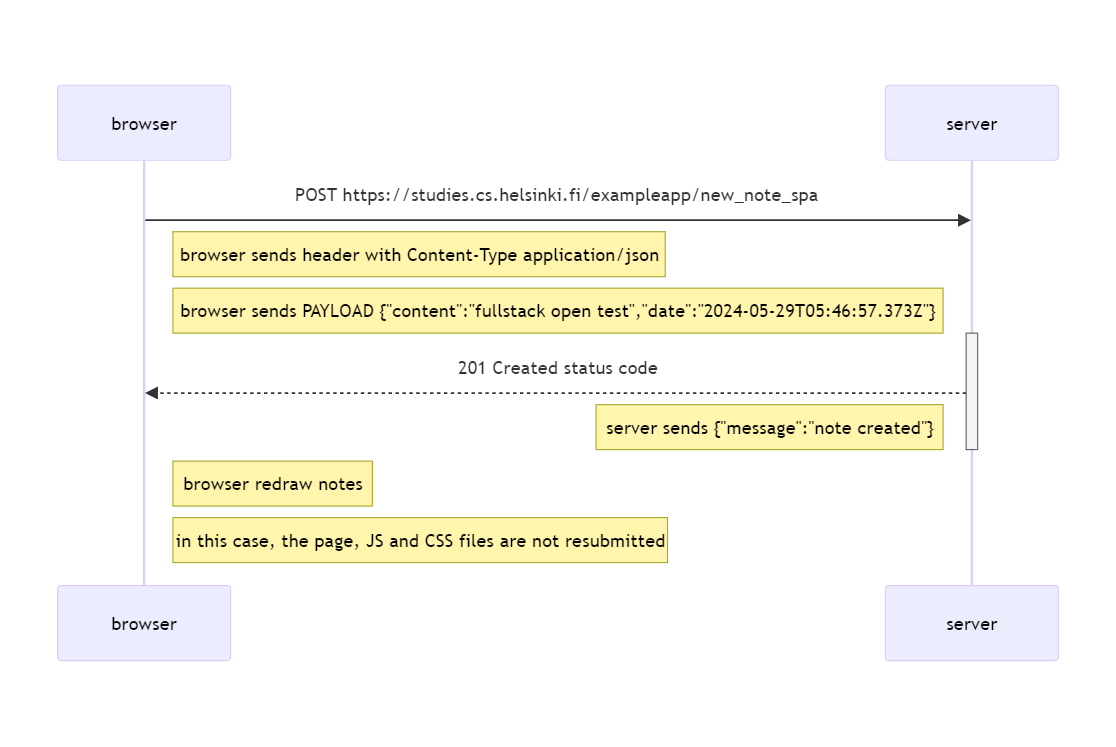 browser
server
POST https://studies.cs.helsinki.fi/exampleapp/new_note_spa
browser sends header with Content-Type application/json
browser sends PAYLOAD {"content":"fullstack open test","date":"2024-05-29T05:46:57.373Z"}
201 Created status code
server sends {"message":"note created"}
browser redraw notes
in this case, the page, JS and CSS files are not resubmitted
browser
server